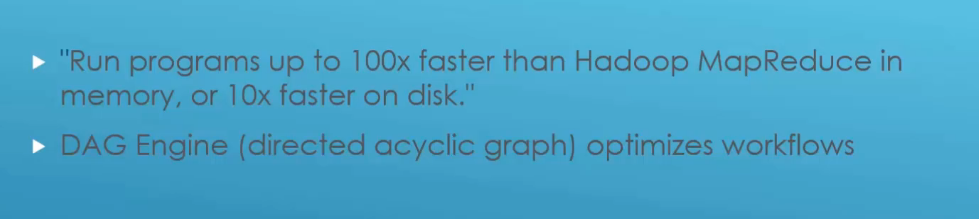 "Run programs up to 100x faster than Hadoop MapReduce in
memory, or 10x faster on disk."
DAG Engine (directed acyclic graph) optimizes workflows